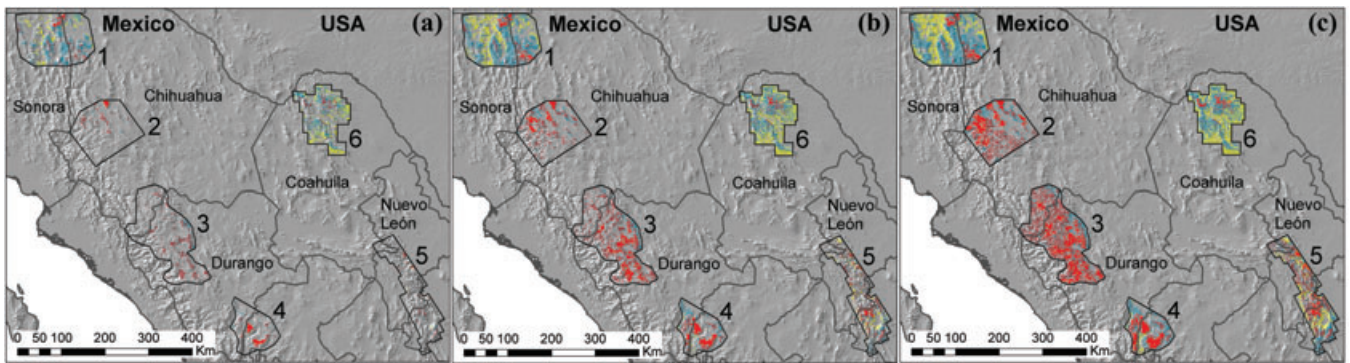 Mexico USA (a)
1
Sonora Chihuahua
2
6
Coahuila
Nuevo
León
3
5
Durango
4
0 50 100 200 300 400
Km
Mexico USA (b)
1
Sonora Chihuahua
2
6
Coahuila
Nuevo
León
3
5
Durango
4
0 50 100 200 300 400
Km
Mexico USA (c)
1
Sonora Chihuahua
2
6
Coahuila
Nuevo
León
3
5
Durango
4
0 50 100 200 300 400
Km